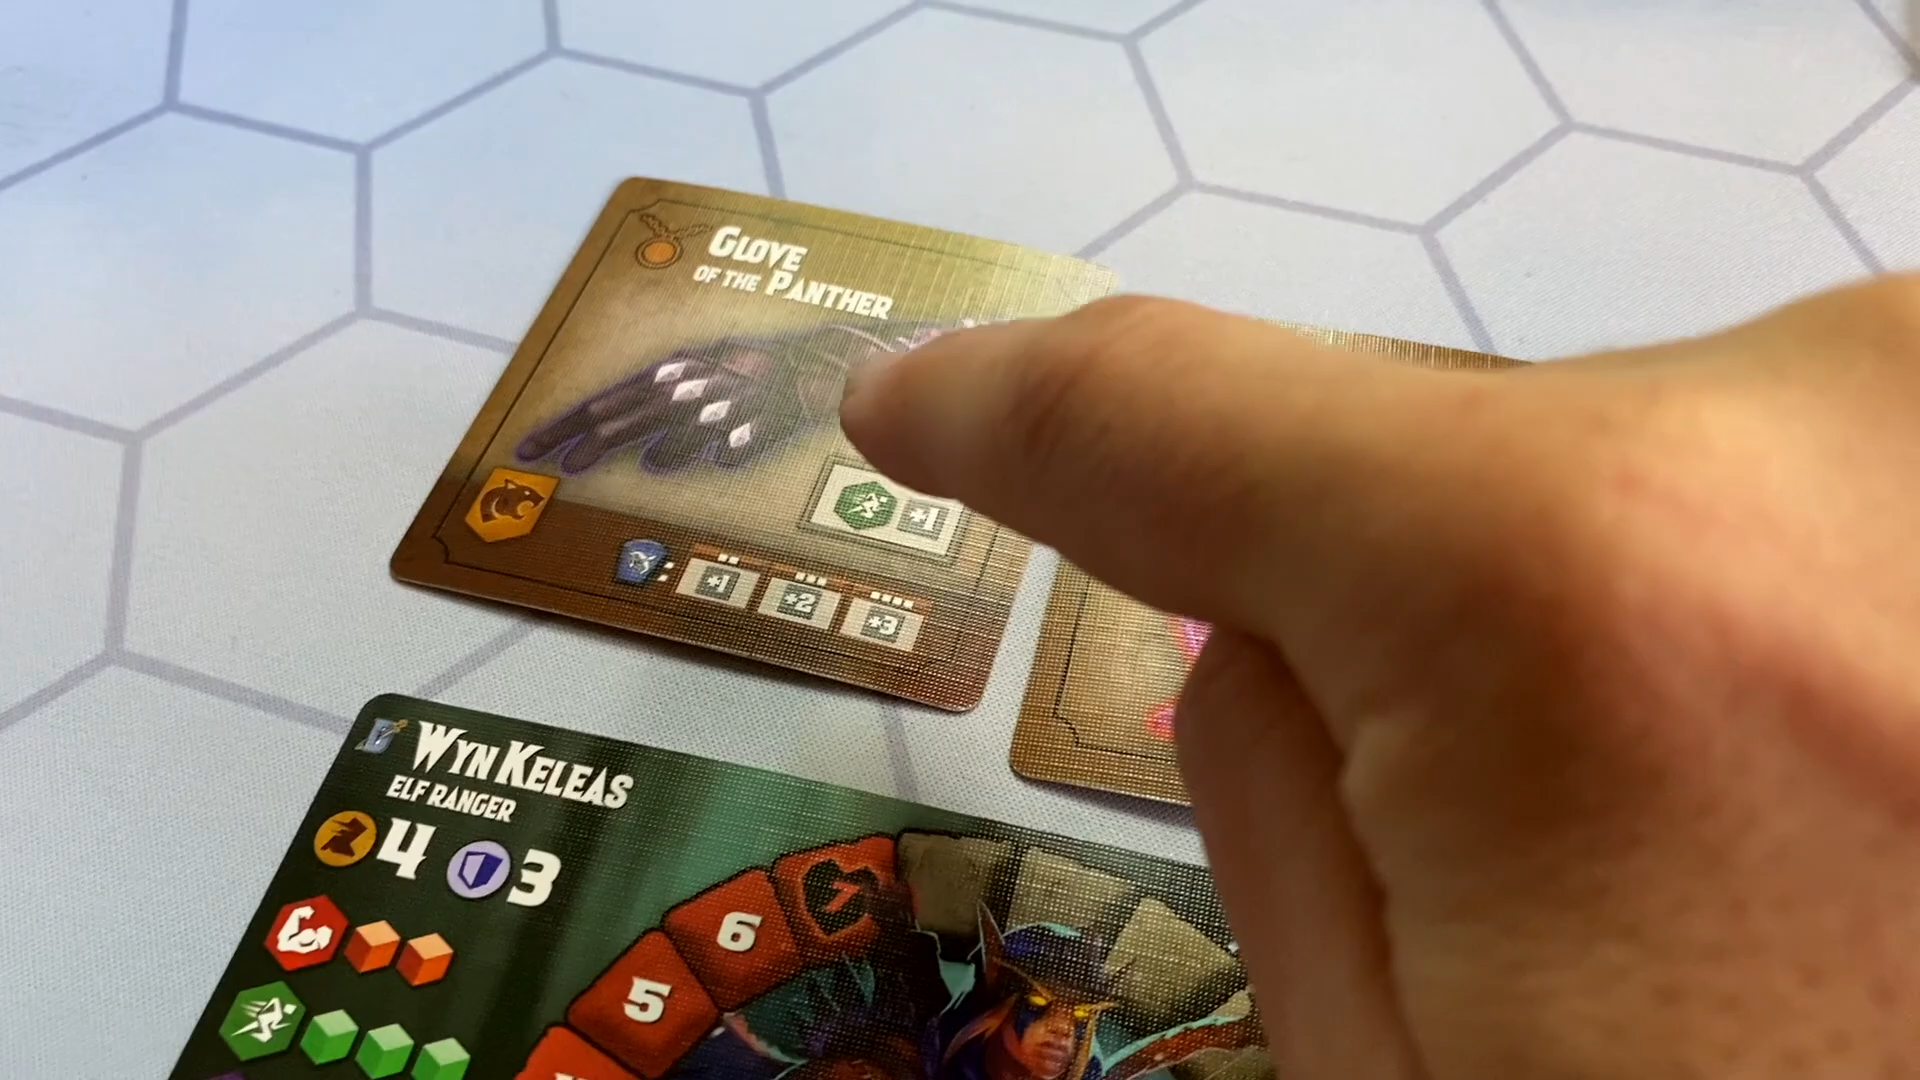 GLOVE
OF THE PANTHER
+1
+1
+2
+3
WYN KELEAS
ELF RANGER
4 3
6
5